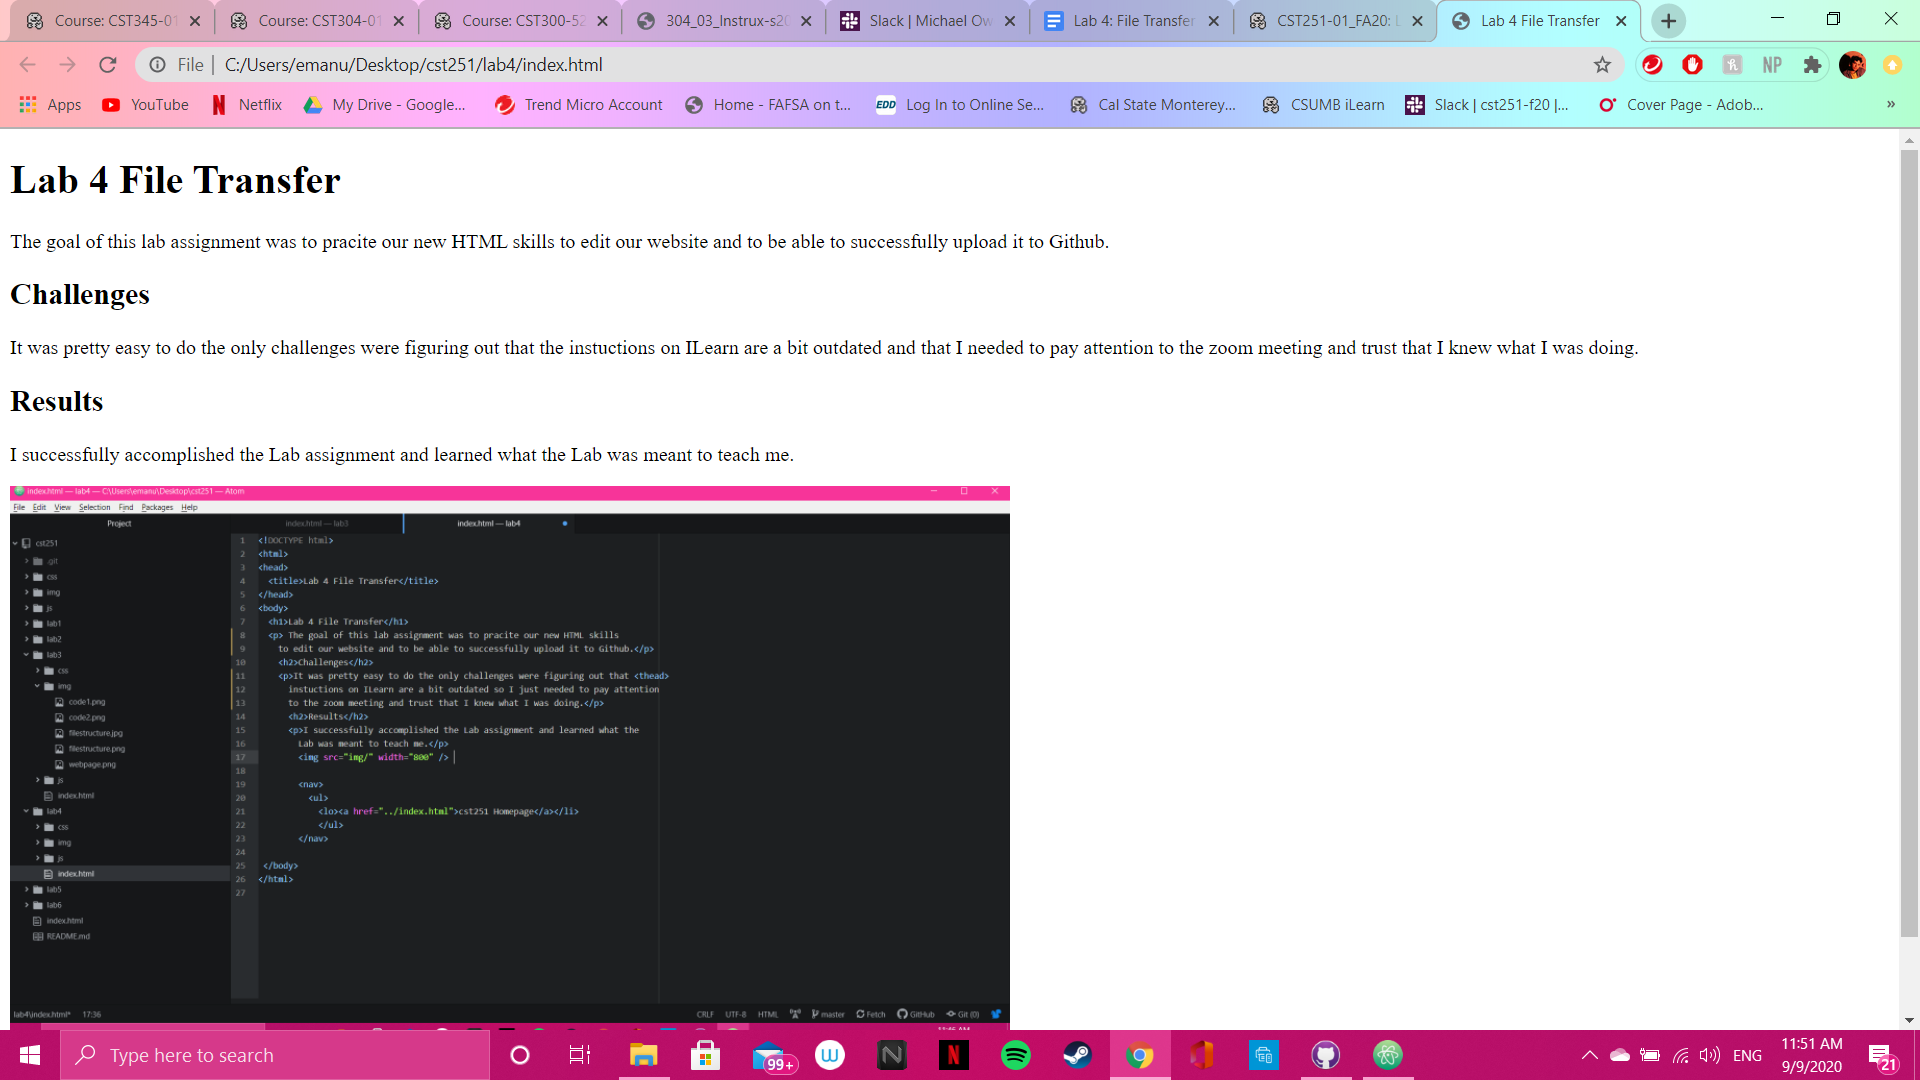 Course: CST345-01
Course: CST304-01
Course: CST300-52
304_03_Instrux-s20
Slack | Michael Ow
Lab 4: File Transfer
CST251-01_FA20: L
Lab 4 File Transfer
File | C:/Users/emanu/Desktop/cst251/lab4/index.html
NP
Apps
YouTube
Netflix
My Drive - Google...
Trend Micro Account
Home - FAFSA on t...
EDD Log In to Online Se...
Cal State Monterey...
CSUMB iLearn
Slack | cst251-f20 |...
Cover Page - Adob...
»
Lab 4 File Transfer
The goal of this lab assignment was to pracite our new HTML skills to edit our website and to be able to successfully upload it to Github.
Challenges
It was pretty easy to do the only challenges were figuring out that the instuctions on ILearn are a bit outdated and that I needed to pay attention to the zoom meeting and trust that I knew what I was doing.
Results
I successfully accomplished the Lab assignment and learned what the Lab was meant to teach me.
index.html — lab4 — C:\Users\emanu\Desktop\cst251 — Atom
File Edit View Selection Find Packages Help
Project
index.html — lab3
index.html — lab4
cst251
.git
css
img
js
lab1
lab2
lab3
css
img
code1.png
code2.png
filestructure.jpg
filestructure.png
webpage.png
js
index.html
lab4
css
img
js
index.html
lab5
lab6
index.html
README.md
1 <!DOCTYPE html>
2 <html>
3 <head>
4 <title>Lab 4 File Transfer</title>
5 </head>
6 <body>
7 <h1>Lab 4 File Transfer</h1>
8 <p> The goal of this lab assignment was to pracite our new HTML skills
9 to edit our website and to be able to successfully upload it to Github.</p>
10 <h2>Challenges</h2>
11 <p>It was pretty easy to do the only challenges were figuring out that <thead>
12 instuctions on ILearn are a bit outdated so I just needed to pay attention
13 to the zoom meeting and trust that I knew what I was doing.</p>
14 <h2>Results</h2>
15 <p>I successfully accomplished the Lab assignment and learned what the
16 Lab was meant to teach me.</p>
17 <img src="img/" width="800" />
18
19 <nav>
20 <ul>
21 <lo><a href="../index.html">cst251 Homepage</a></li>
22 </ul>
23 </nav>
24
25 </body>
26 </html>
27
lab4\index.html* 17:36
CRLF UTF-8 HTML master Fetch GitHub Git (0)
Type here to search
99+
ENG
11:51 AM
9/9/2020
21